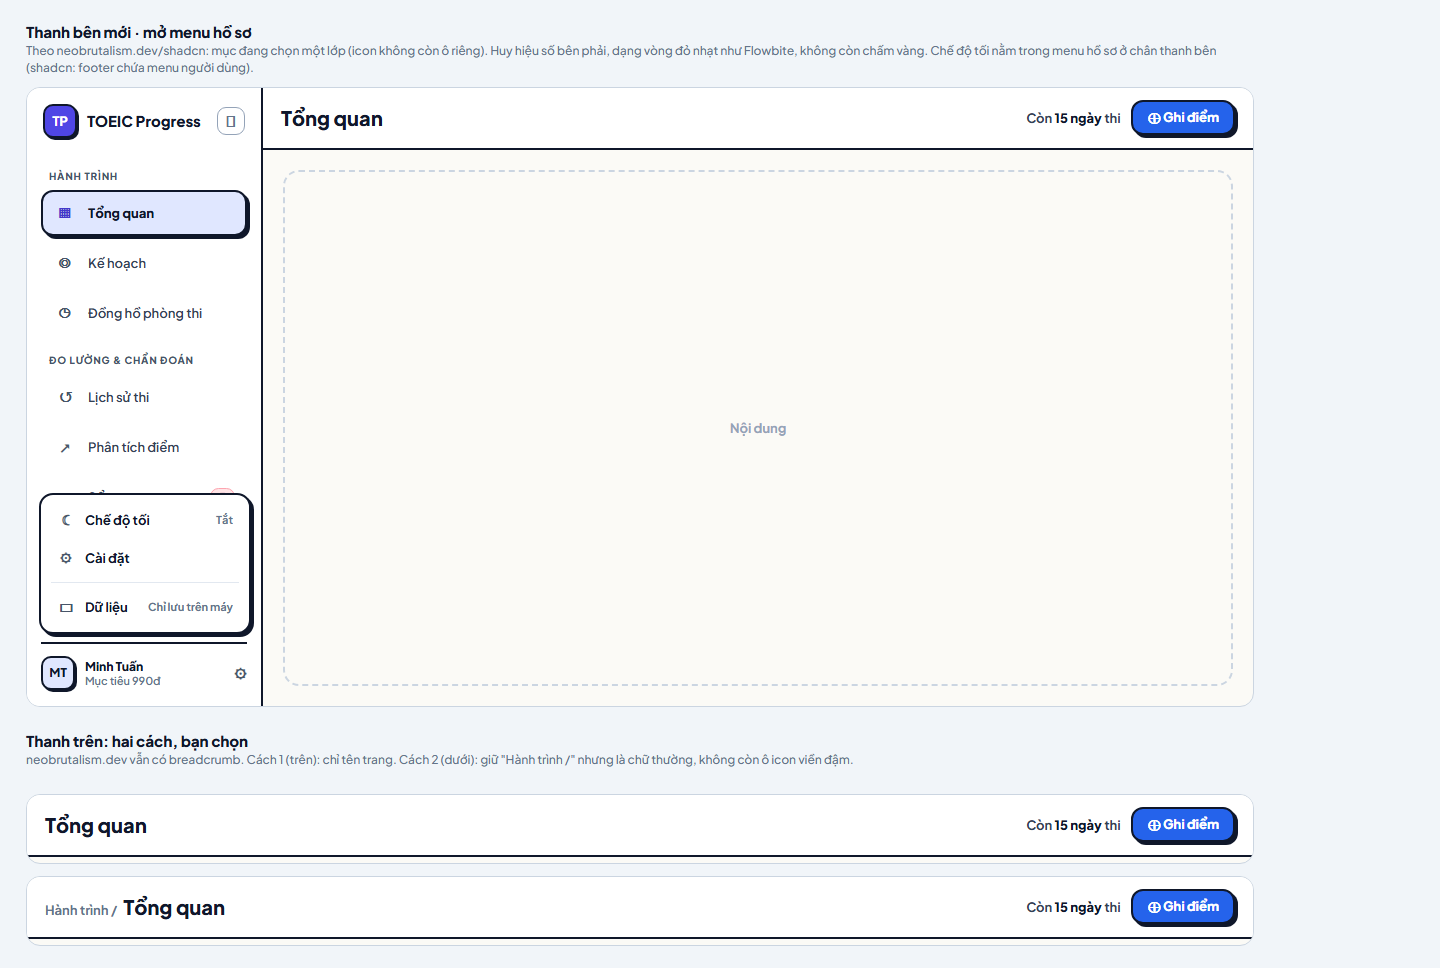 Thanh bên mới · mở menu hồ sơ
Theo neobrutalism.dev/shadcn: mục đang chọn một lớp (icon không còn ô riêng). Huy hiệu số bên phải, dạng vòng đỏ nhạt như Flowbite, không còn chấm vàng. Chế độ tối nằm trong menu hồ sơ ở chân thanh bên
(shadcn: footer chứa menu người dùng).
TP TOEIC Progress
Tổng quan
Còn 15 ngày thi
Ghi điểm
HÀNH TRÌNH
Tổng quan
Kế hoạch
Đồng hồ phòng thi
ĐO LƯỜNG & CHẨN ĐOÁN
Lịch sử thi
Phân tích điểm
Nội dung
Chế độ tối Tắt
Cài đặt
Dữ liệu Chỉ lưu trên máy
MT Minh Tuấn
Mục tiêu 990đ
Thanh trên: hai cách, bạn chọn
neobrutalism.dev vẫn có breadcrumb. Cách 1 (trên): chỉ tên trang. Cách 2 (dưới): giữ "Hành trình /" nhưng là chữ thường, không còn ô icon viền đậm.
Tổng quan
Còn 15 ngày thi
Ghi điểm
Hành trình / Tổng quan
Còn 15 ngày thi
Ghi điểm